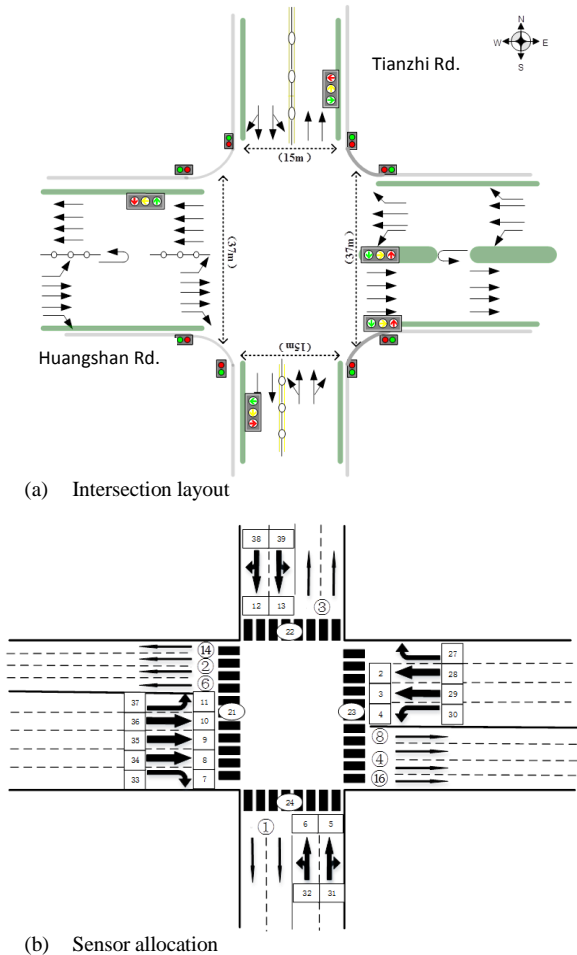 N
Tianzhi Rd.
W E
S
(15m)
(37m)
(37m)
Huangshan Rd.
(15m)
(a) Intersection layout
38 39
12 13
③
22
⑭
②
⑥
27
2 28
3 29
4 30
37 11
36 10
35 9
34 8
33 7
21
23
⑧
④
⑯
24
①
6 5
32 31
(b) Sensor allocation